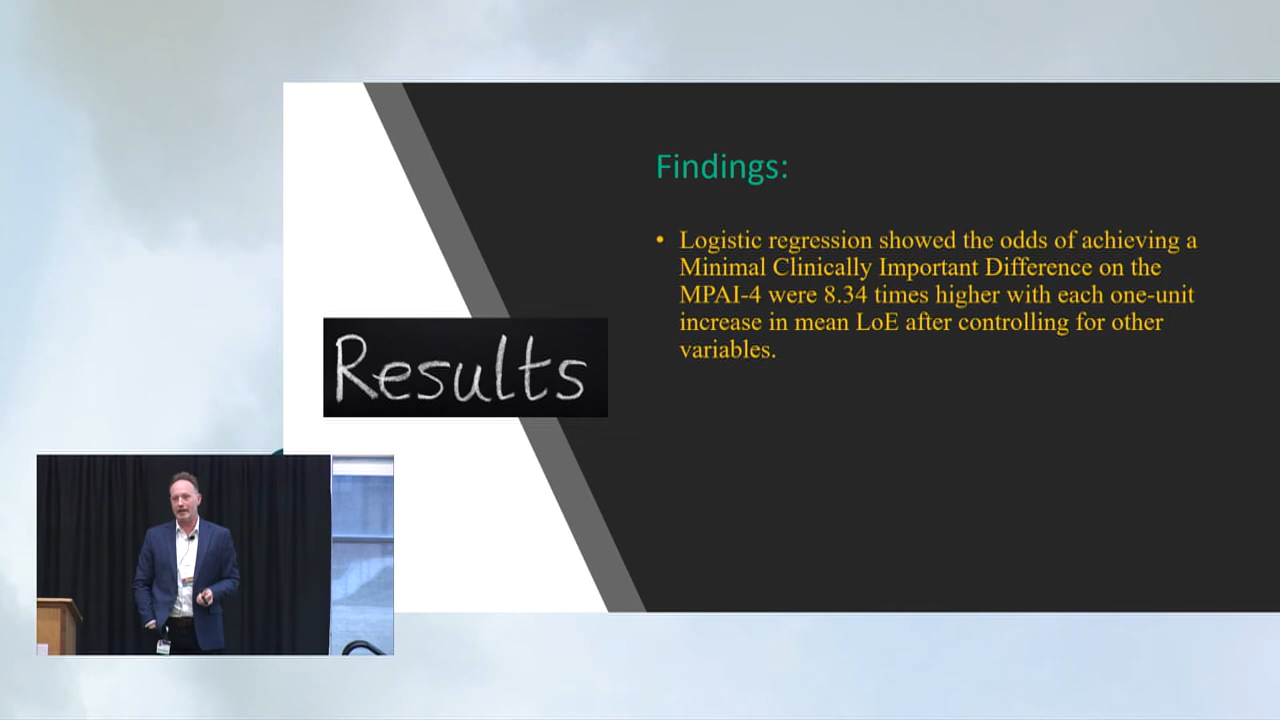 Findings:
• Logistic regression showed the odds of achieving a
Minimal Clinically Important Difference on the
MPAI-4 were 8.34 times higher with each one-unit
increase in mean LoE after controlling for other
variables.
Results